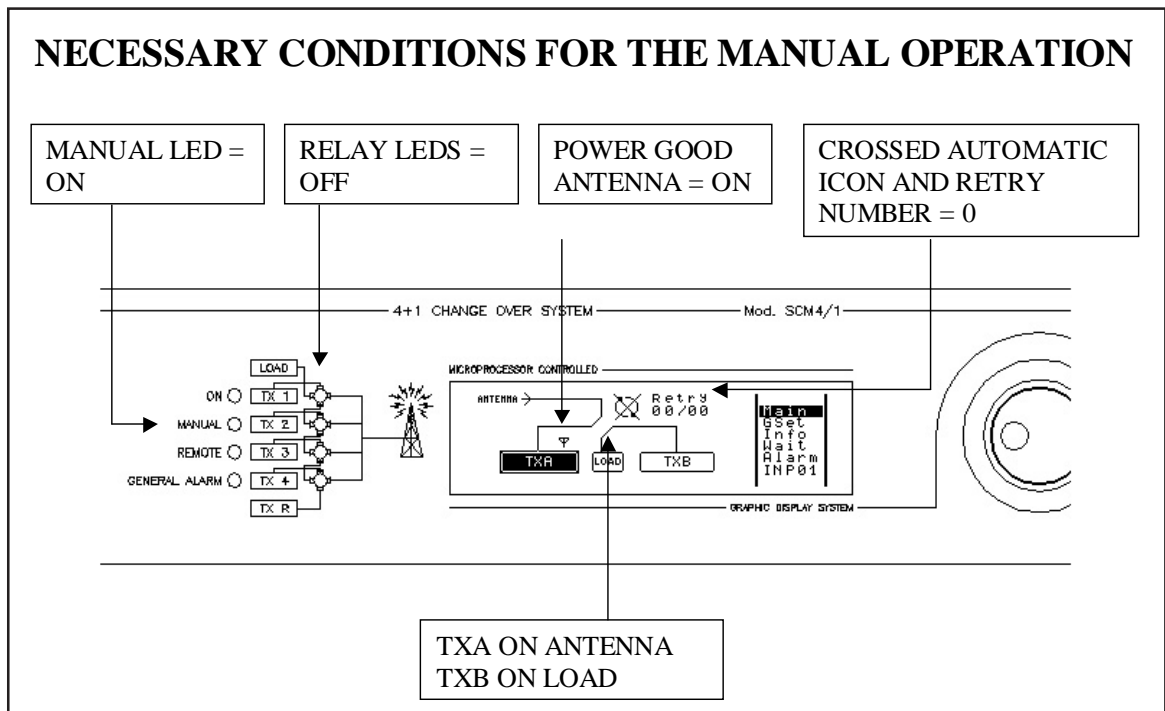 NECESSARY CONDITIONS FOR THE MANUAL OPERATION
MANUAL LED =
ON
RELAY LEDS =
OFF
POWER GOOD
ANTENNA = ON
CROSSED AUTOMATIC
ICON AND RETRY
NUMBER = 0
4+1 CHANGE OVER SYSTEM
Mod. SCM4/1
LOAD
ON TX 1
MANUAL TX 2
REMOTE TX 3
GENERAL ALARM TX 4
TX R
MICROPROCESSOR CONTROLLED
ANTENNA
Retry
00/00
TXA
LOAD
TXB
Main
GSet
Info
Wait
Alarm
INP01
GRAPHIC DISPLAY SYSTEM
TXA ON ANTENNA
TXB ON LOAD